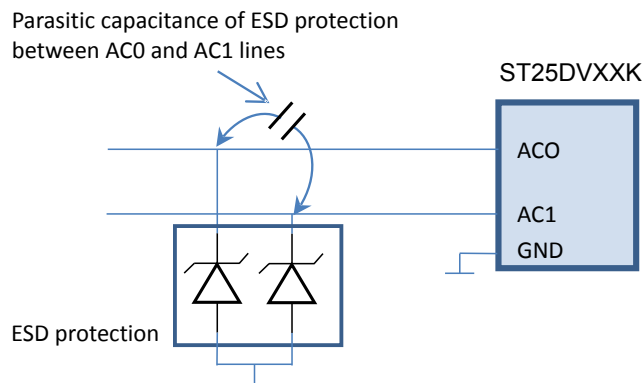 Parasitic capacitance of ESD protection
between AC0 and AC1 lines
ST25DVXXK
ACO
AC1
GND
ESD protection